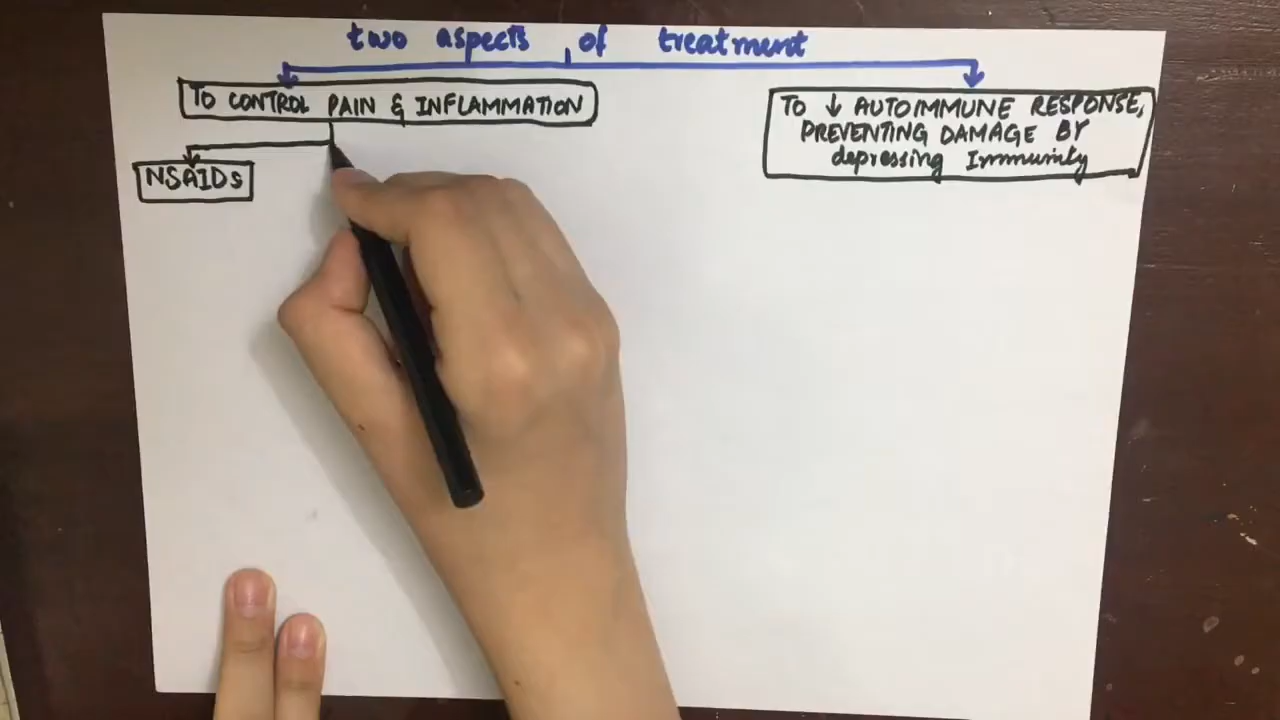 two aspects of treatment
TO CONTROL PAIN & INFLAMMATION
NSAIDs
TO ↓ AUTOIMMUNE RESPONSE,
PREVENTING DAMAGE BY
depressing Immunity